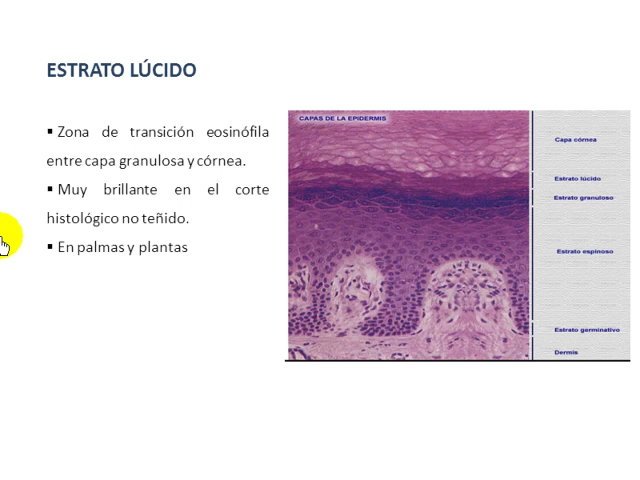 ESTRATO LÚCIDO
▪ Zona de transición eosinófila
entre capa granulosa y córnea.
▪ Muy brillante en el corte
histológico no teñido.
▪ En palmas y plantas
CAPAS DE LA EPIDERMIS
Capa córnea
Estrato lúcido
Estrato granuloso
Estrato espinoso
Estrato germinativo
Dermis